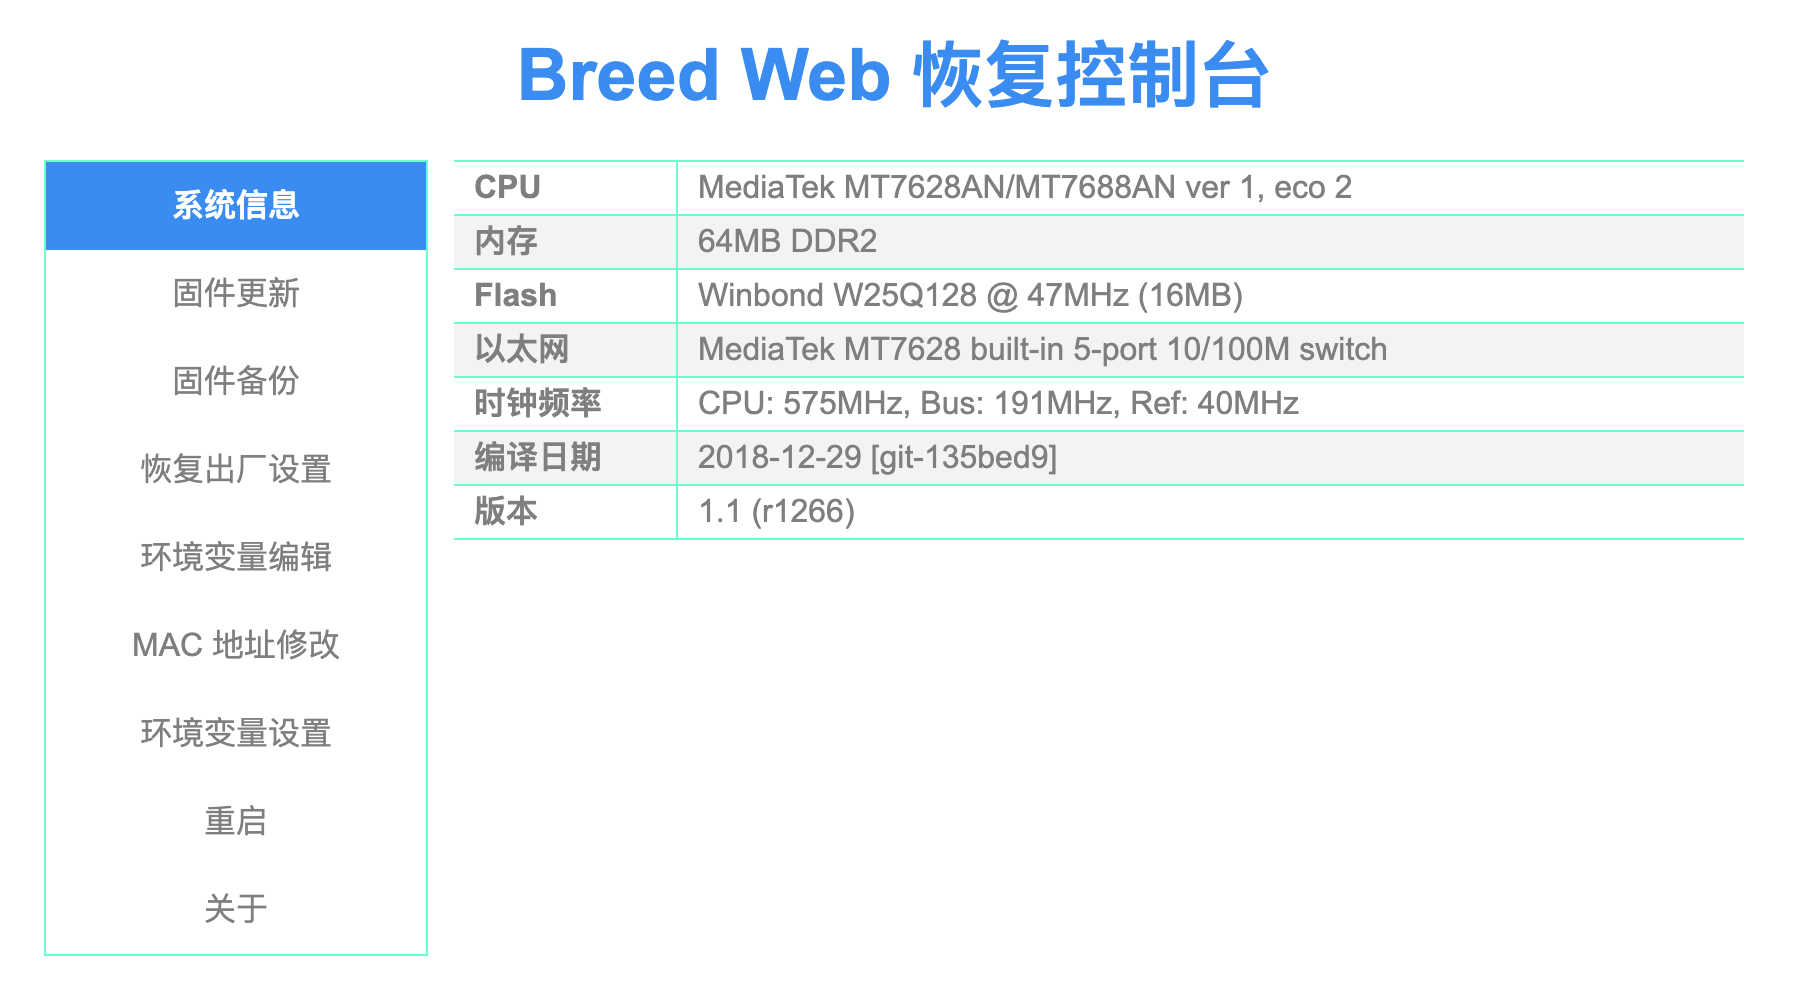 Breed Web 恢复控制台
系统信息
固件更新
固件备份
恢复出厂设置
环境变量编辑
MAC 地址修改
环境变量设置
重启
关于
CPU MediaTek MT7628AN/MT7688AN ver 1, eco 2
内存 64MB DDR2
Flash Winbond W25Q128 @ 47MHz (16MB)
以太网 MediaTek MT7628 built-in 5-port 10/100M switch
时钟频率 CPU: 575MHz, Bus: 191MHz, Ref: 40MHz
编译日期 2018-12-29 [git-135bed9]
版本 1.1 (r1266)